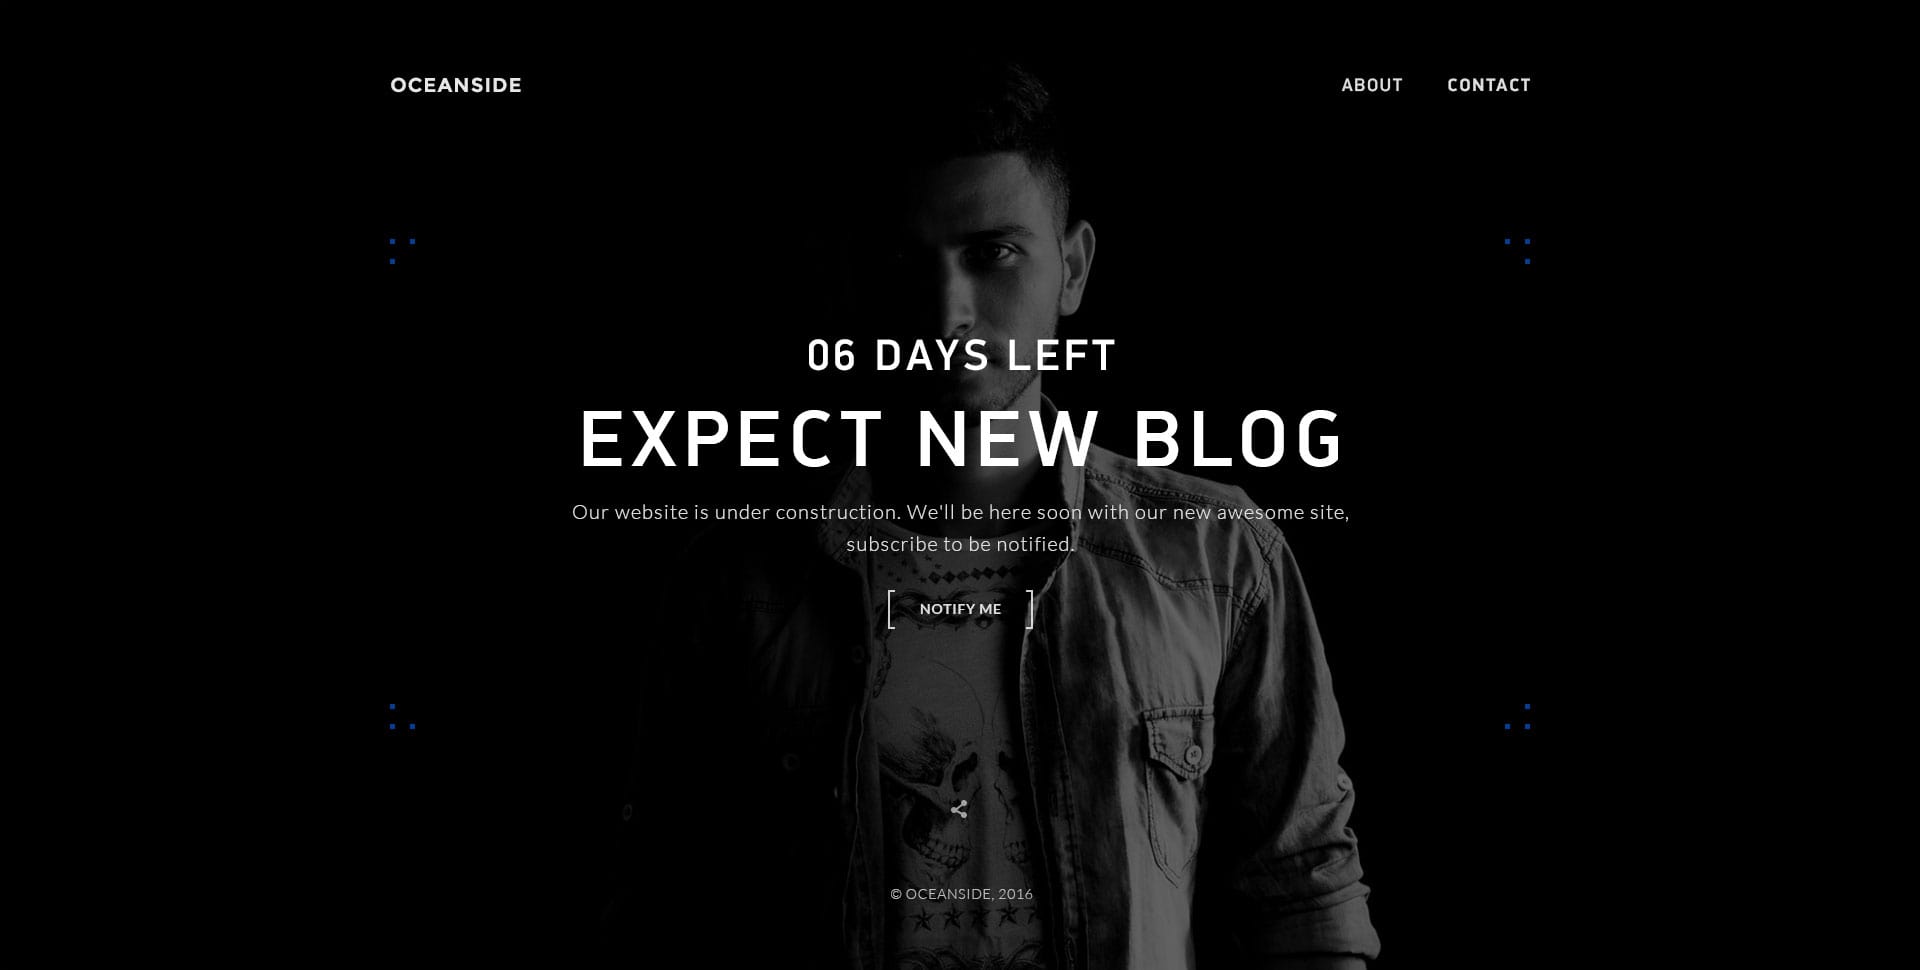 OCEANSIDE
ABOUT
CONTACT
06 DAYS LEFT
EXPECT NEW BLOG
Our website is under construction. We'll be here soon with our new awesome site,
subscribe to be notified.
NOTIFY ME
© OCEANSIDE, 2016